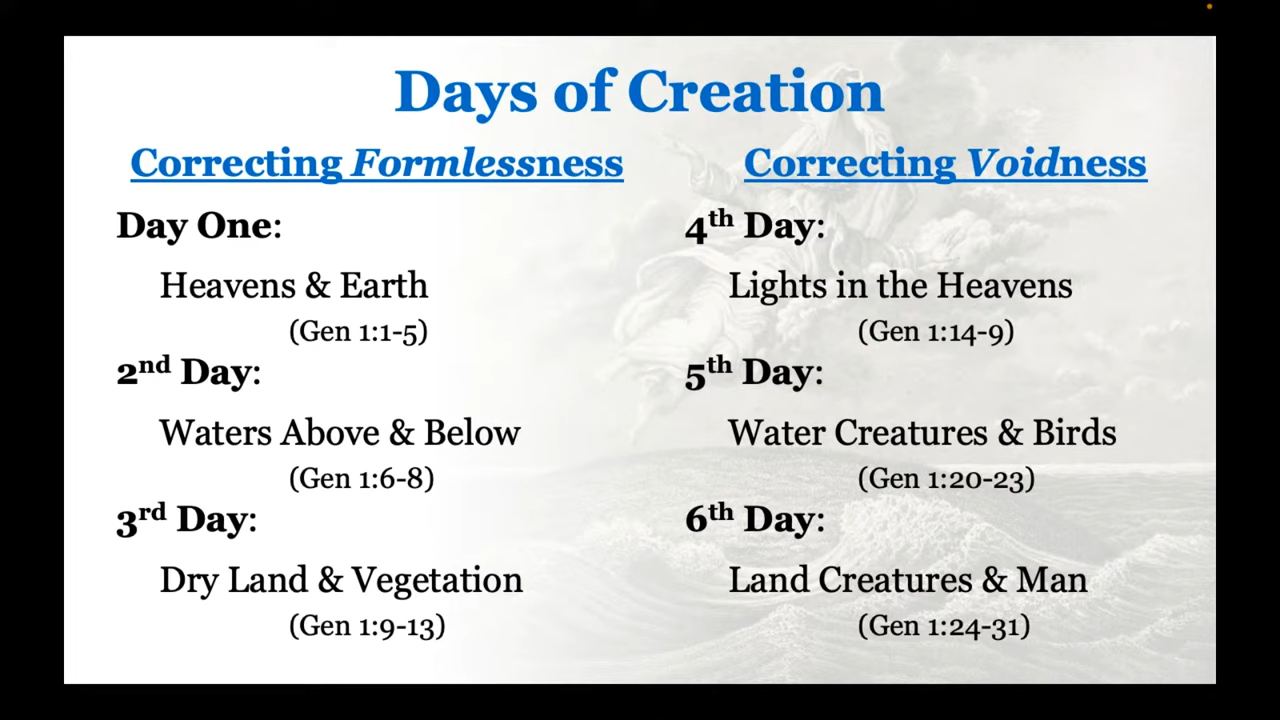 Days of Creation
Correcting Formlessness
Day One:
Heavens & Earth
(Gen 1:1-5)
2nd Day:
Waters Above & Below
(Gen 1:6-8)
3rd Day:
Dry Land & Vegetation
(Gen 1:9-13)
Correcting Voidness
4th Day:
Lights in the Heavens
(Gen 1:14-9)
5th Day:
Water Creatures & Birds
(Gen 1:20-23)
6th Day:
Land Creatures & Man
(Gen 1:24-31)